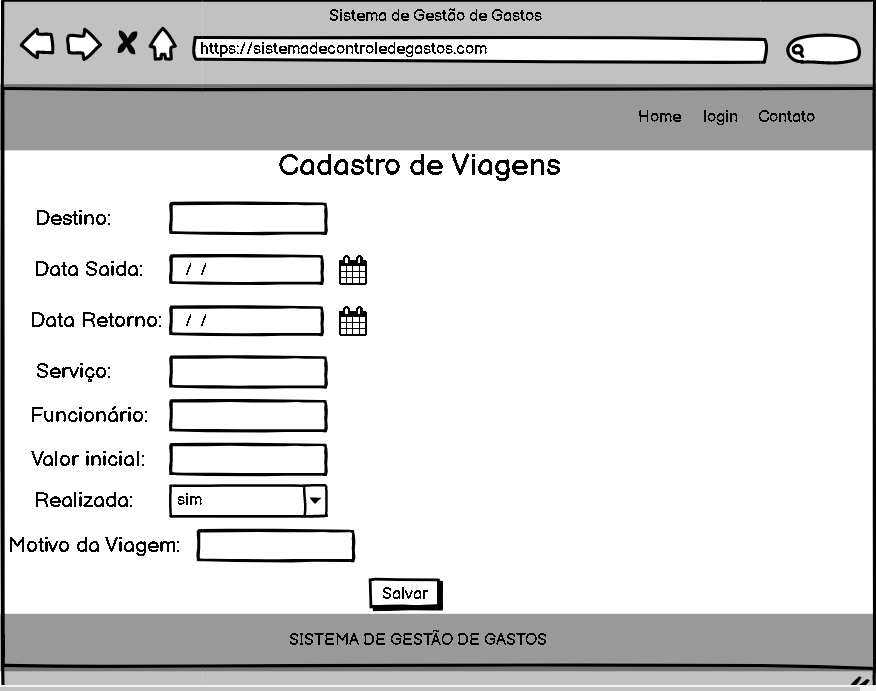 Sistema de Gestão de Gastos
https://sistemadecontroledegastos.com
Home login Contato
Cadastro de Viagens
Destino:
Data Saida: / /
Data Retorno: / /
Serviço:
Funcionário:
Valor inicial:
Realizada: sim
Motivo da Viagem:
Salvar
SISTEMA DE GESTÃO DE GASTOS